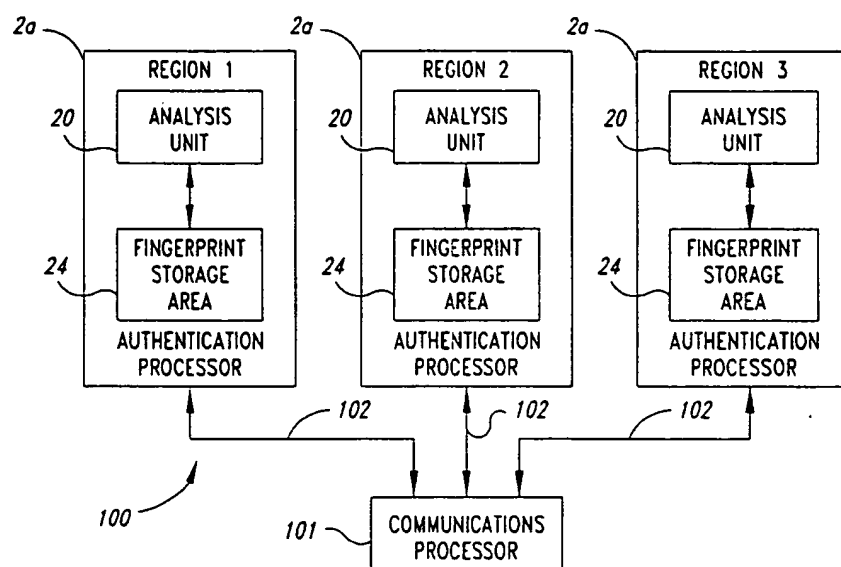 2a
REGION 1
20
ANALYSIS
UNIT
24
FINGERPRINT
STORAGE
AREA
AUTHENTICATION
PROCESSOR
2a
REGION 2
20
ANALYSIS
UNIT
24
FINGERPRINT
STORAGE
AREA
AUTHENTICATION
PROCESSOR
2a
REGION 3
20
ANALYSIS
UNIT
24
FINGERPRINT
STORAGE
AREA
AUTHENTICATION
PROCESSOR
102
102
102
100
101
COMMUNICATIONS
PROCESSOR